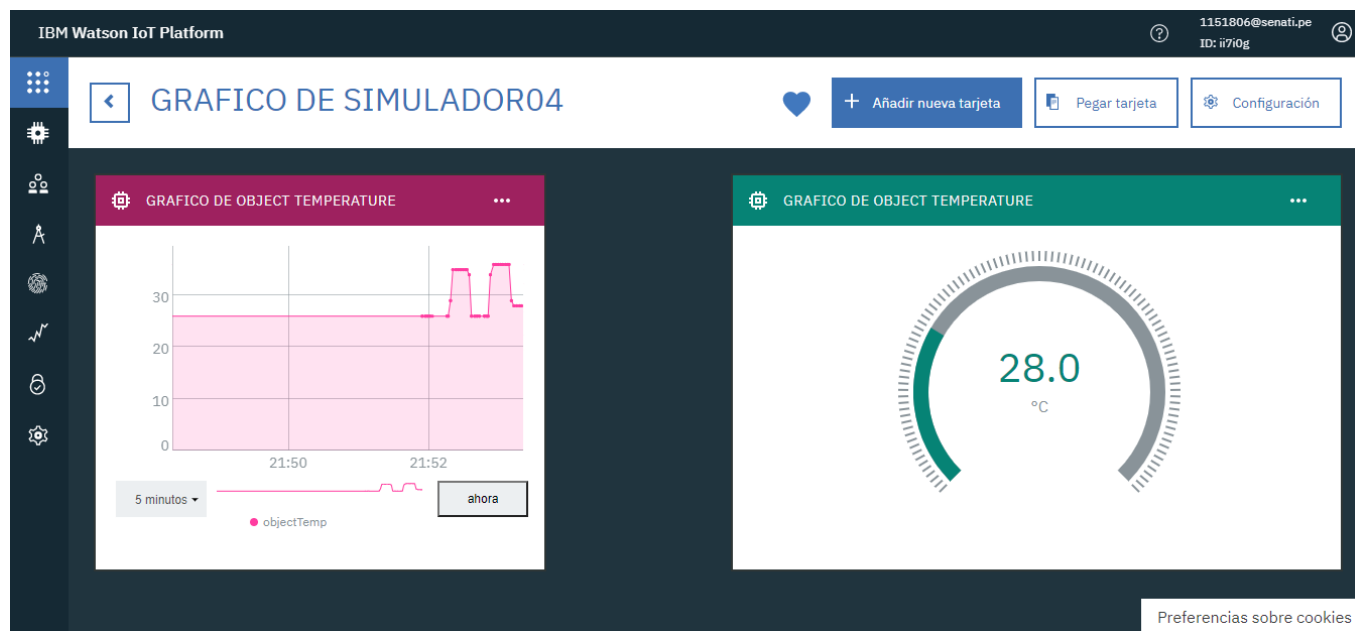 IBM Watson IoT Platform
1151806@senati.pe
ID: ii7i0g
GRAFICO DE SIMULADOR04
Añadir nueva tarjeta
Pegar tarjeta
Configuración
GRAFICO DE OBJECT TEMPERATURE
30
20
10
0
21:50
21:52
5 minutos
ahora
objectTemp
GRAFICO DE OBJECT TEMPERATURE
28.0
°C
Preferencias sobre cookies